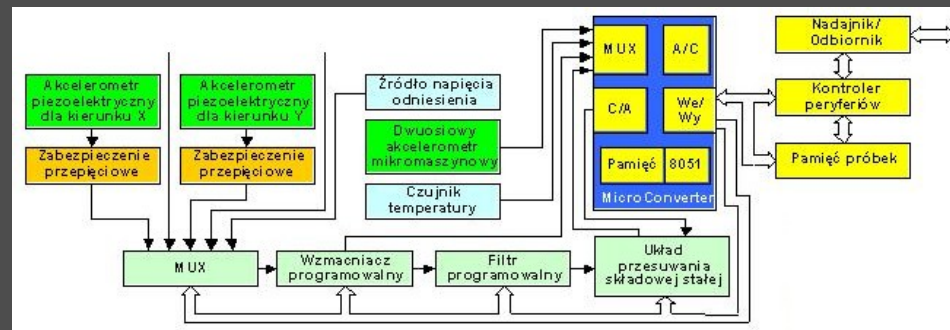 Akcelerometr
piezoelektryczny
dla kierunku X
Akcelerometr
piezoelektryczny
dla kierunku Y
Zabezpieczenie
przepięciowe
Zabezpieczenie
przepięciowe
Źródło napięcia
odniesienia
Dwuosiowy
akcelerometr
mikromaszynowy
Czujnik
temperatury
MUX
A/C
C/A
We/
Wy
Pamięć
8051
MicroConverter
Nadajnik/
Odbiornik
Kontroler
peryferiów
Pamięć próbek
MUX
Wzmacniacz
programowalny
Filtr
programowalny
Układ
przesuwania
składowej stałej